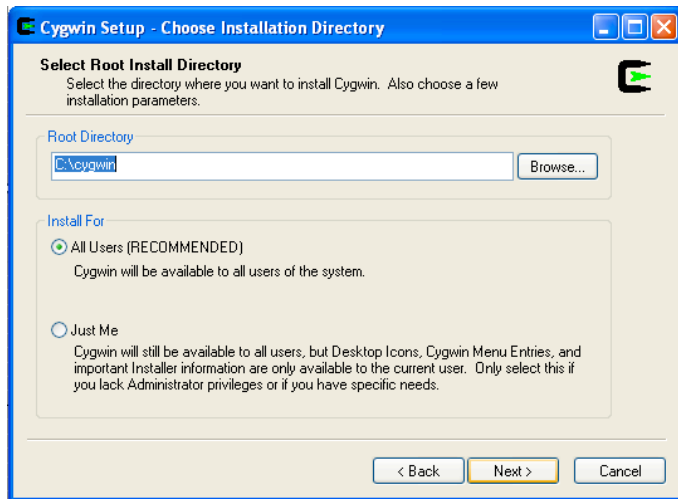 Cygwin Setup - Choose Installation Directory
Select Root Install Directory
Select the directory where you want to install Cygwin. Also choose a few
installation parameters.
Root Directory
C:\cygwin
Browse...
Install For
All Users (RECOMMENDED)
Cygwin will be available to all users of the system.
Just Me
Cygwin will still be available to all users, but Desktop Icons, Cygwin Menu Entries, and
important Installer information are only available to the current user. Only select this if
you lack Administrator privileges or if you have specific needs.
< Back
Next >
Cancel